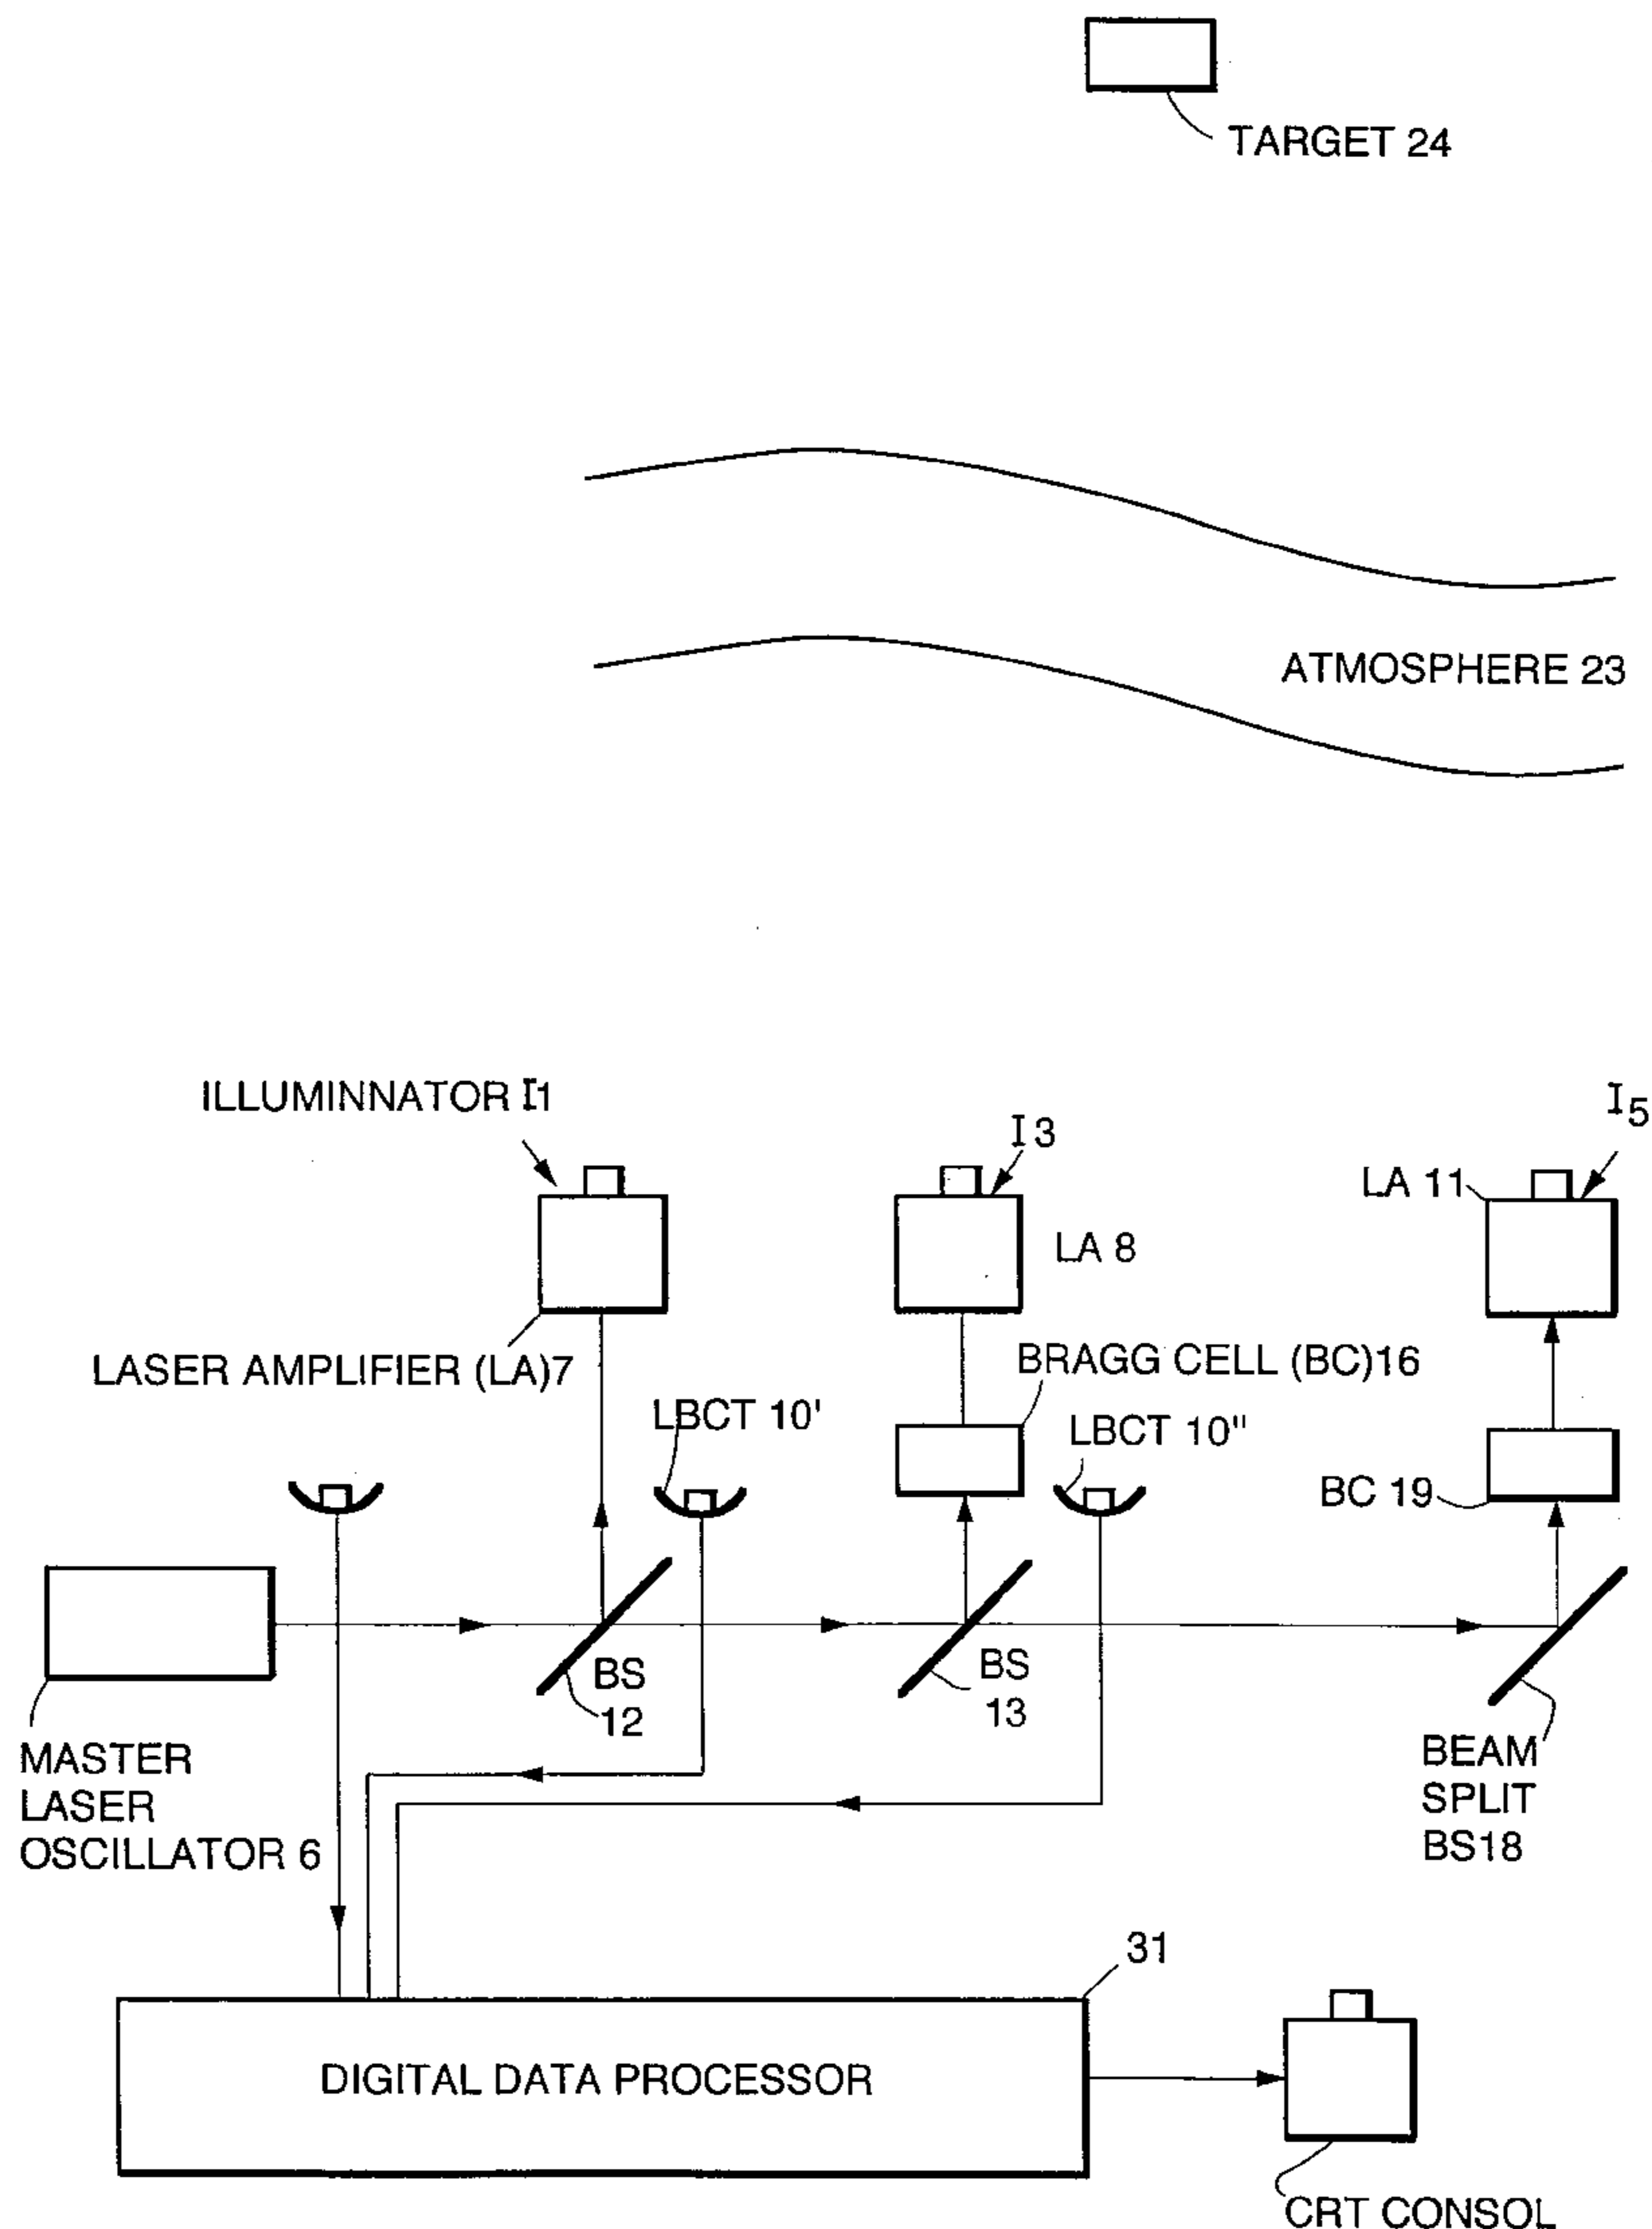 TARGET 24
ATMOSPHERE 23
ILLUMINNATOR I1
I3
I5
LA 11
LA 8
LASER AMPLIFIER (LA)7
BRAGG CELL (BC)16
LBCT 10'
LBCT 10"
BC 19
BS
12
BS
13
MASTER
LASER
OSCILLATOR 6
BEAM
SPLIT
BS18
31
DIGITAL DATA PROCESSOR
CRT CONSOL